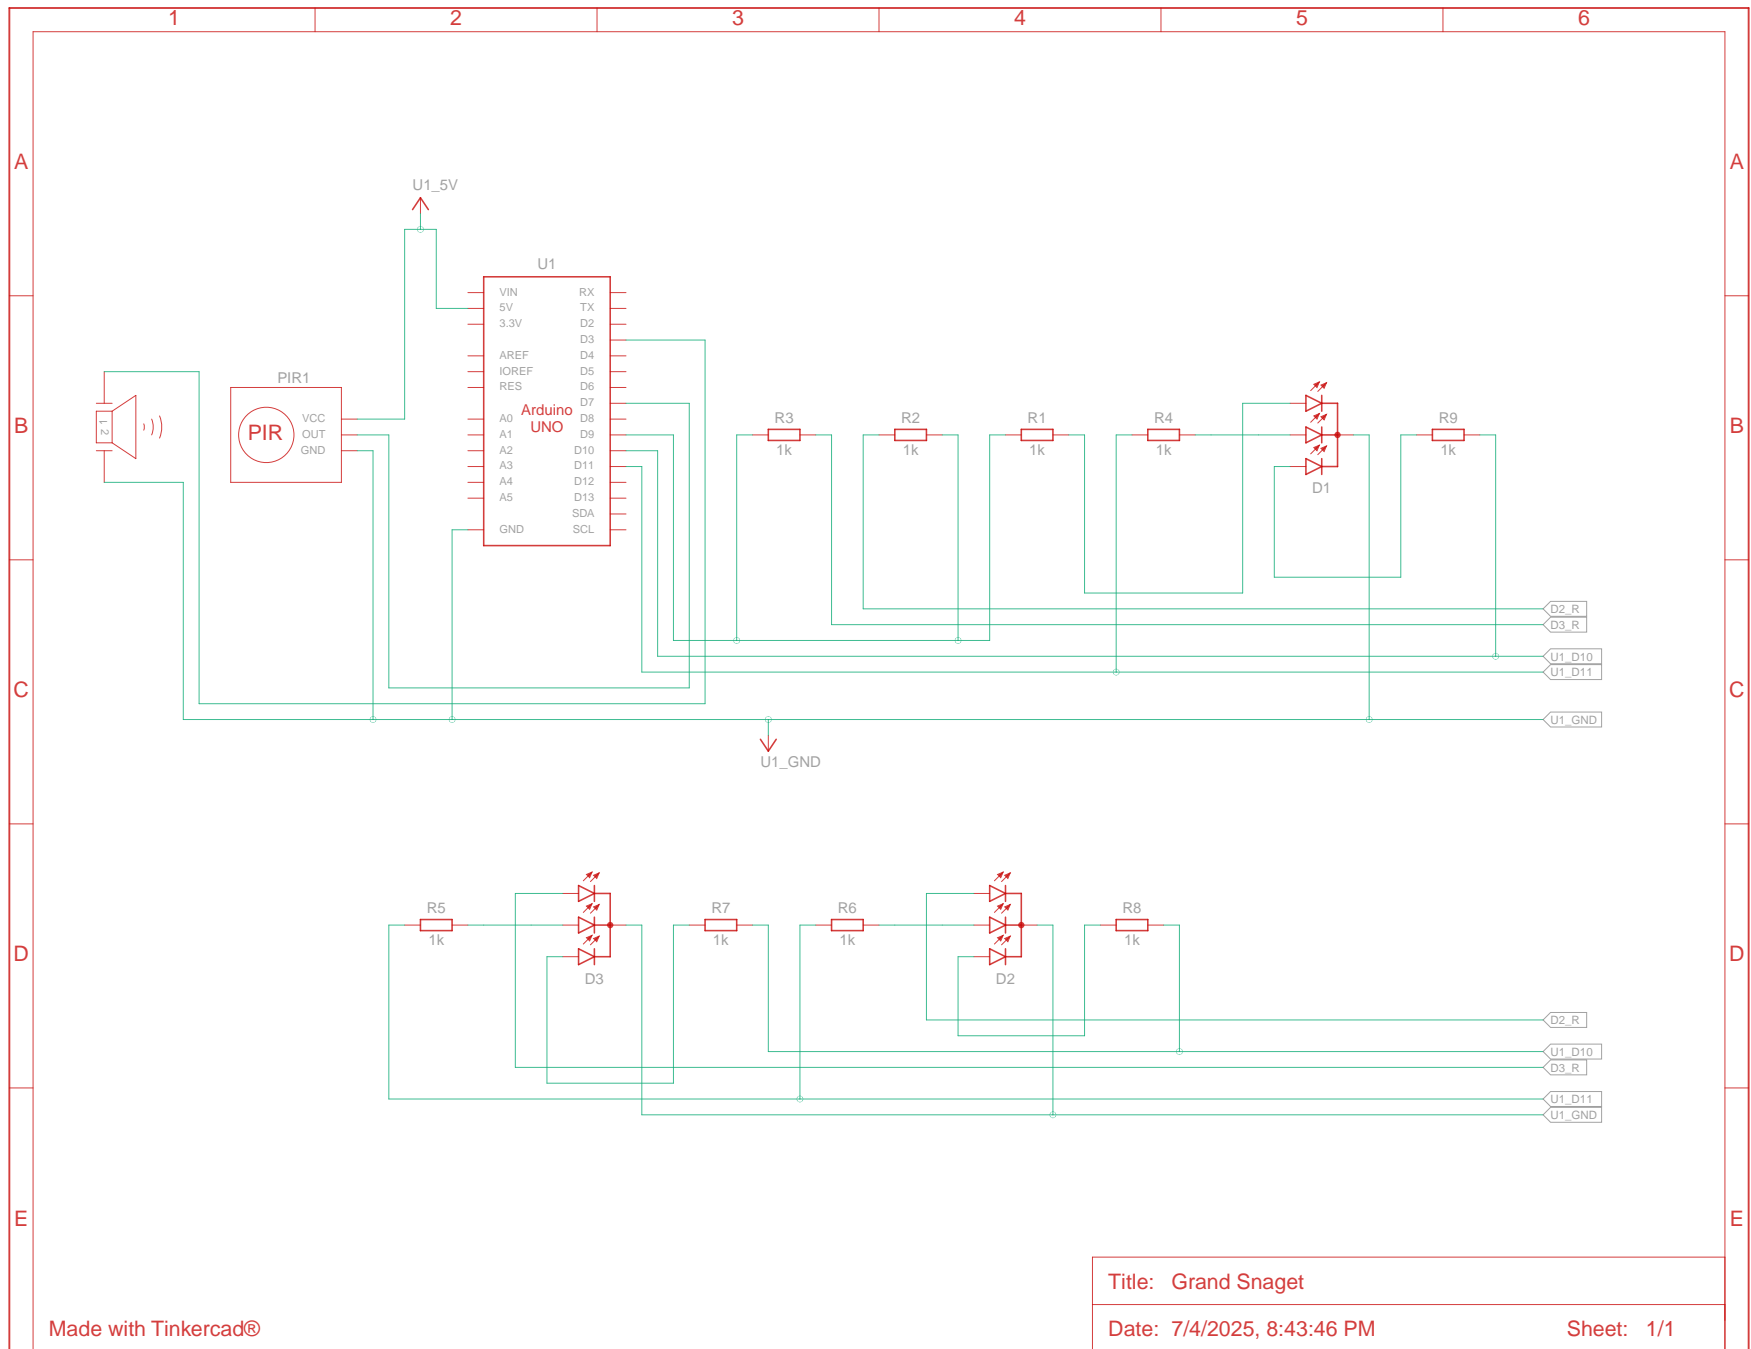 1 2 3 4 5 6
A A
U1_5V
U1
VIN RX
5V TX
3.3V D2
D3
AREF D4
IOREF D5
RES D6
D7
A0 D8
A1 D9
A2 D10
A3 D11
A4 D12
A5 D13
SDA
GND SCL
Arduino
UNO
B B
1 2
PIR1
PIR
VCC
OUT
GND
R3
1k
R2
1k
R1
1k
R4
1k
D1
R9
1k
D2_R
D3_R
U1_D10
U1_D11
C C
U1_GND
U1_GND
D D
R5
1k
D3
R7
1k
R6
1k
D2
R8
1k
D2_R
U1_D10
D3_R
U1_D11
U1_GND
E E
Title: Grand Snaget
Made with Tinkercad®
Date: 7/4/2025, 8:43:46 PM Sheet: 1/1